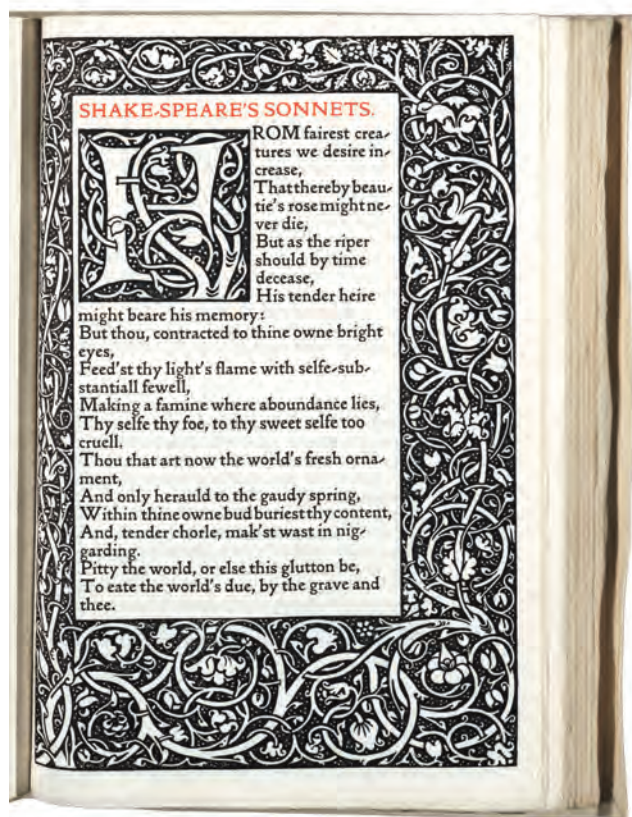 SHAKE-SPEARE'S SONNETS.
FROM fairest crea-
tures we desire in-
crease,
That thereby beau-
tie's rose might ne-
ver die,
But as the riper
should by time
decease,
His tender heire
might beare his memory:
But thou, contracted to thine owne bright
eyes,
Feed'st thy light's flame with selfe-sub-
stantiall fewell,
Making a famine where aboundance lies,
Thy selfe thy foe, to thy sweet selfe too
cruell.
Thou that art now the world's fresh orna-
ment,
And only herauld to the gaudy spring,
Within thine owne bud buriest thy content,
And, tender chorle, mak'st wast in nig-
garding.
Pitty the world, or else this glutton be,
To eate the world's due, by the grave and
thee.